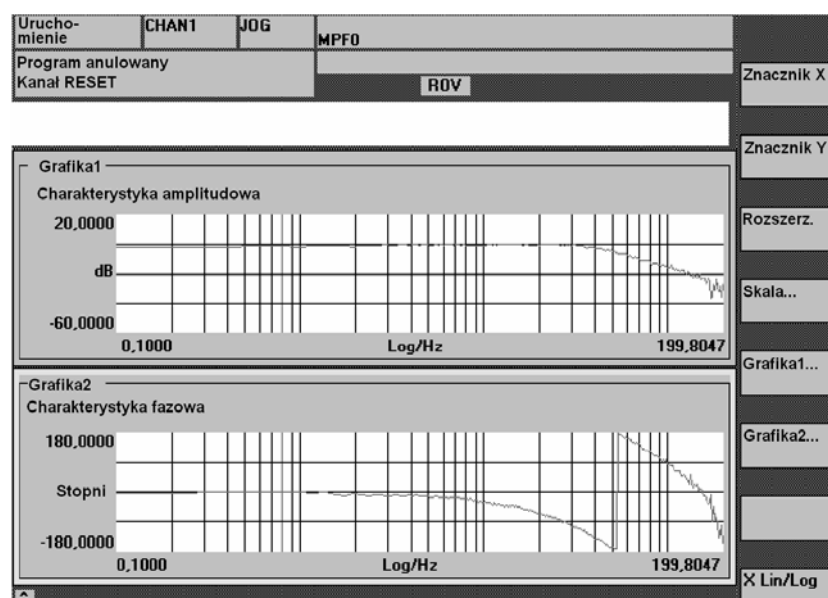 Urucho-
mienie
CHAN1
JOG
MPF0
Program anulowany
Kanał RESET
ROV
Znacznik X
Znacznik Y
Rozszerz.
Skala...
Grafika1...
Grafika2...
X Lin/Log
Grafika1
Charakterystyka amplitudowa
20,0000
dB
-60,0000
0,1000
Log/Hz
199,8047
Grafika2
Charakterystyka fazowa
180,0000
Stopni
-180,0000
0,1000
Log/Hz
199,8047